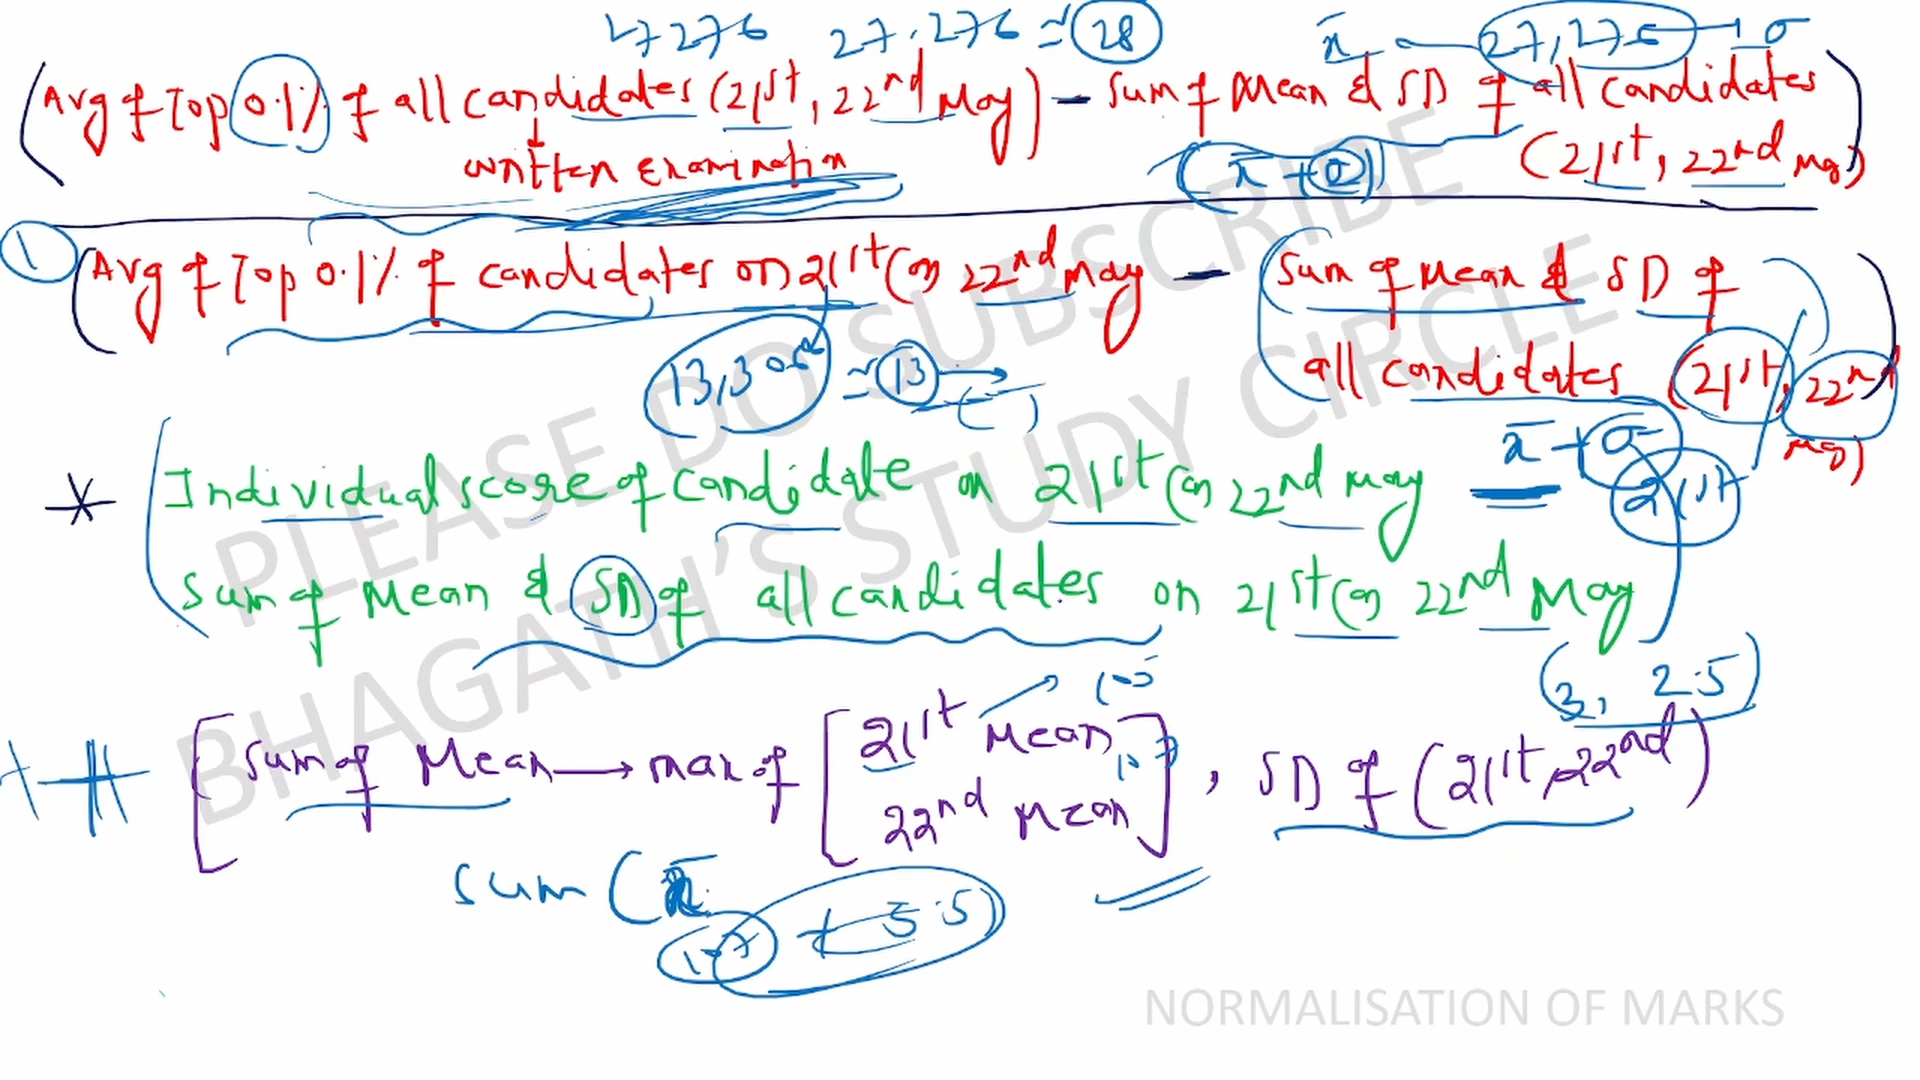 27276 27,276 ≈ 28 x̄ 27,276 σ
(Avg of Top 0.1% of all candidates (21st, 22nd May) - Sum of Mean & SD of all candidates
written Examination (x̄ + σ) (21st, 22nd May)
1 (Avg of Top 0.1% of candidates on 21st (or) 22nd May - Sum of Mean & SD of
13,306 ≈ 13 all candidates (21st, 22nd May)
x̄ + σ
* (Individual score of candidate on 21st (or) 22nd May - 21st
Sum of Mean & SD of all candidates on 21st (or) 22nd May)
(3, 2.5)
[Sum of Mean → max of [21st Mean
22nd Mean], SD of (21st, 22nd)
Sum (x̄
+ 5.5
PLEASE DO SUBSCRIBE
BHAGATH'S STUDY CIRCLE
NORMALISATION OF MARKS